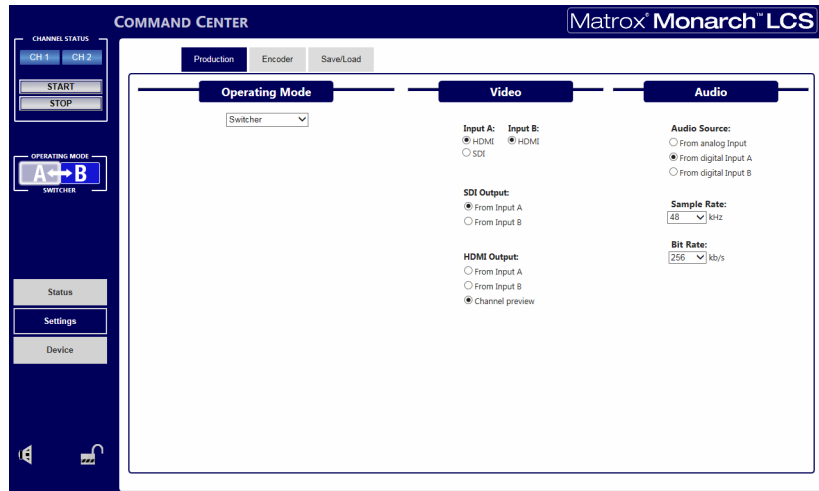 COMMAND CENTER
Matrox® Monarch™ LCS
CHANNEL STATUS
CH 1 CH 2
START
STOP
OPERATING MODE
A B
SWITCHER
Status
Settings
Device
Production Encoder Save/Load
Operating Mode
Switcher
Video
Input A: Input B:
HDMI HDMI
SDI
SDI Output:
From Input A
From Input B
HDMI Output:
From Input A
From Input B
Channel preview
Audio
Audio Source:
From analog Input
From digital Input A
From digital Input B
Sample Rate:
48 kHz
Bit Rate:
256 kb/s